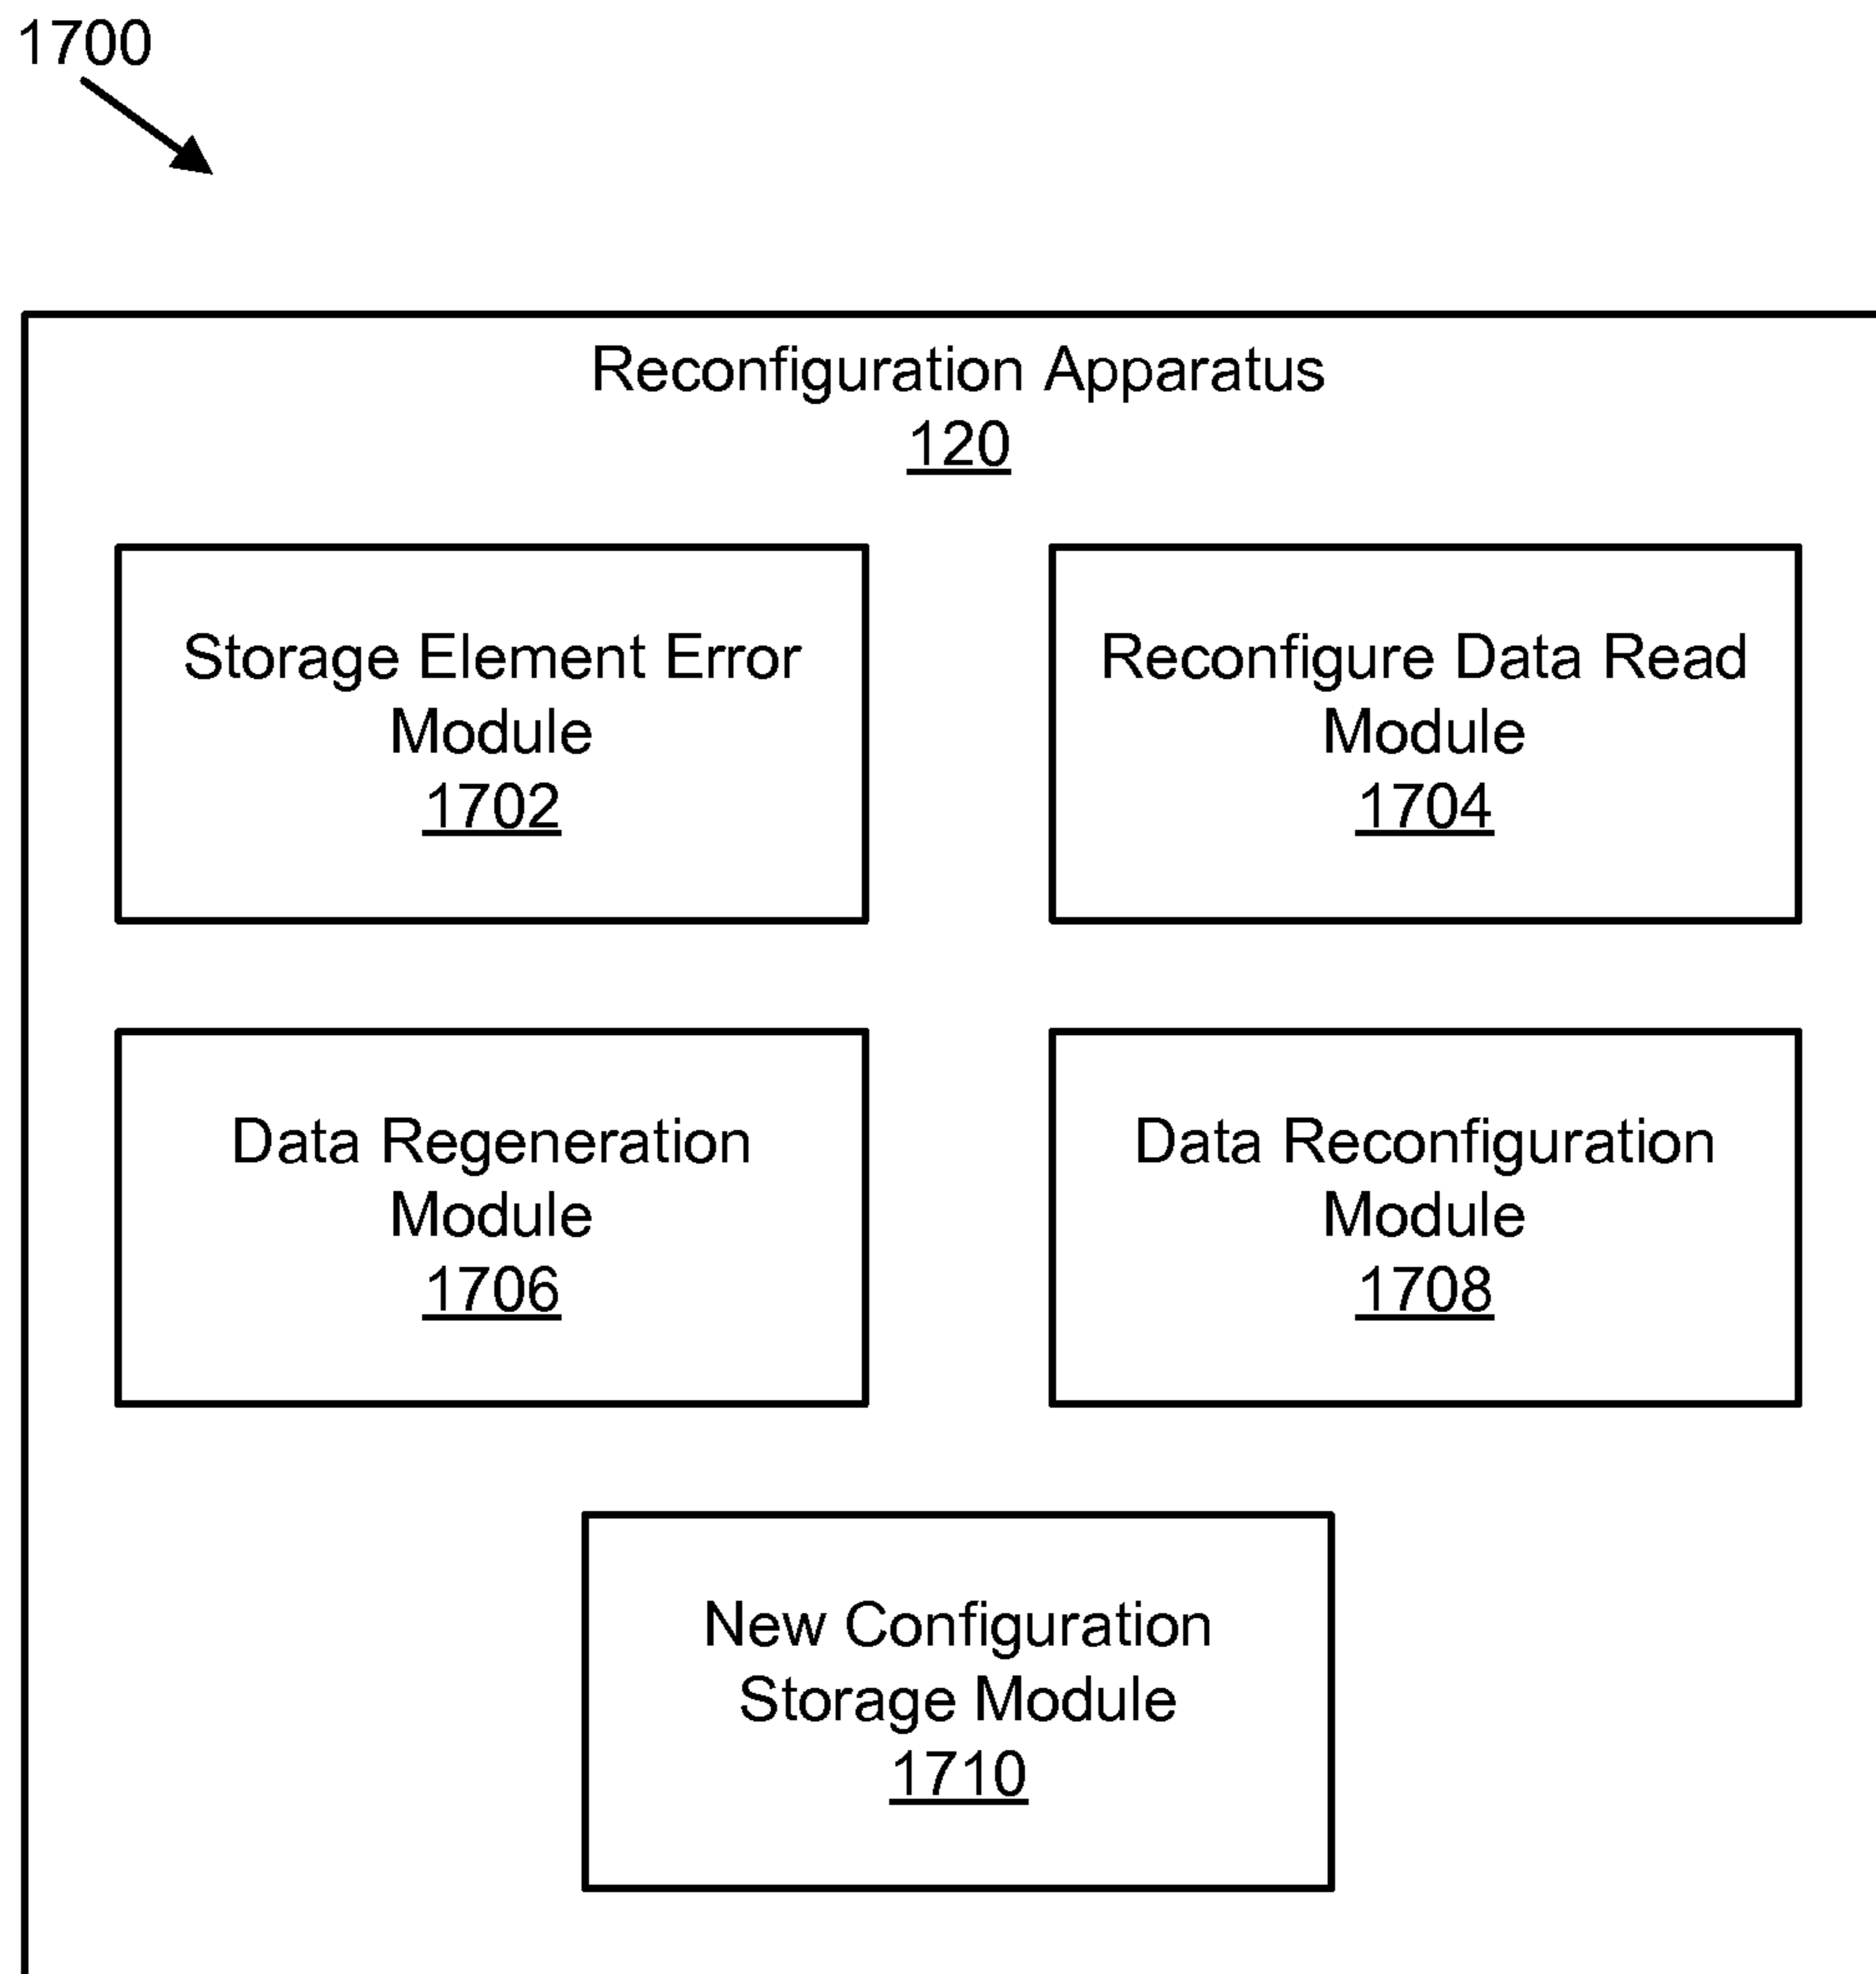 1700
Reconfiguration Apparatus
120
Storage Element Error
Module
1702
Reconfigure Data Read
Module
1704
Data Regeneration
Module
1706
Data Reconfiguration
Module
1708
New Configuration
Storage Module
1710